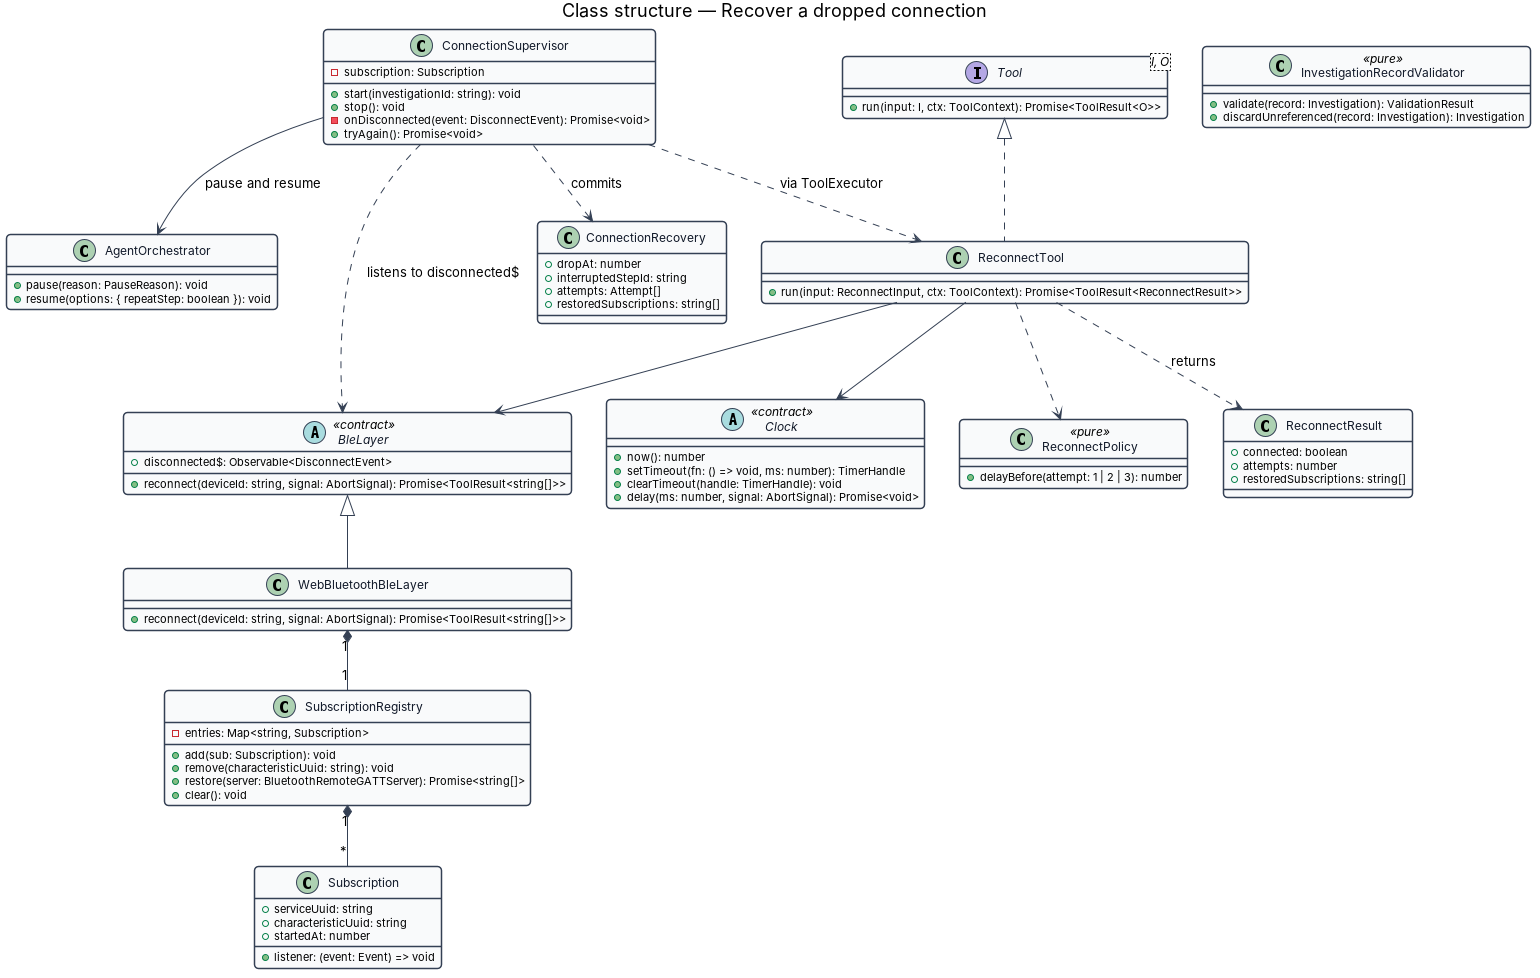 Class structure — Recover a dropped connection
C ConnectionSupervisor
subscription: Subscription
start(investigationId: string): void
stop(): void
onDisconnected(event: DisconnectEvent): Promise<void>
tryAgain(): Promise<void>
I Tool
I, O
run(input: I, ctx: ToolContext): Promise<ToolResult<O>>
«pure»
C InvestigationRecordValidator
validate(record: Investigation): ValidationResult
discardUnreferenced(record: Investigation): Investigation
pause and resume
commits
via ToolExecutor
listens to disconnected$
C AgentOrchestrator
pause(reason: PauseReason): void
resume(options: { repeatStep: boolean }): void
C ConnectionRecovery
dropAt: number
interruptedStepId: string
attempts: Attempt[]
restoredSubscriptions: string[]
C ReconnectTool
run(input: ReconnectInput, ctx: ToolContext): Promise<ToolResult<ReconnectResult>>
returns
«contract»
A BleLayer
disconnected$: Observable<DisconnectEvent>
reconnect(deviceId: string, signal: AbortSignal): Promise<ToolResult<string[]>>
«contract»
A Clock
now(): number
setTimeout(fn: () => void, ms: number): TimerHandle
clearTimeout(handle: TimerHandle): void
delay(ms: number, signal: AbortSignal): Promise<void>
«pure»
C ReconnectPolicy
delayBefore(attempt: 1 | 2 | 3): number
C ReconnectResult
connected: boolean
attempts: number
restoredSubscriptions: string[]
C WebBluetoothBleLayer
reconnect(deviceId: string, signal: AbortSignal): Promise<ToolResult<string[]>>
1
1
C SubscriptionRegistry
entries: Map<string, Subscription>
add(sub: Subscription): void
remove(characteristicUuid: string): void
restore(server: BluetoothRemoteGATTServer): Promise<string[]>
clear(): void
1
*
C Subscription
serviceUuid: string
characteristicUuid: string
startedAt: number
listener: (event: Event) => void